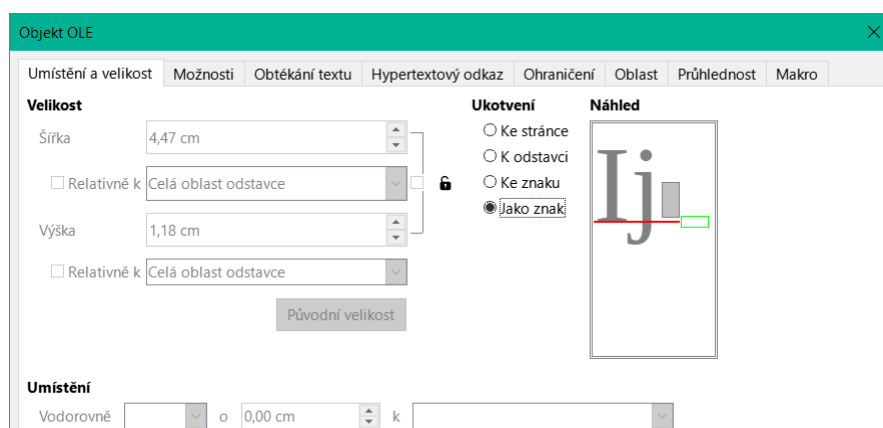 Objekt OLE
Umístění a velikost Možnosti Obtékání textu Hypertextový odkaz Ohraničení Oblast Průhlednost Makro
Velikost
Šířka 4,47 cm
Relativně k Celá oblast odstavce
Výška 1,18 cm
Relativně k Celá oblast odstavce
Původní velikost
Ukotvení
Ke stránce
K odstavci
Ke znaku
Jako znak
Náhled
Ij
Umístění
Vodorovně o 0,00 cm k